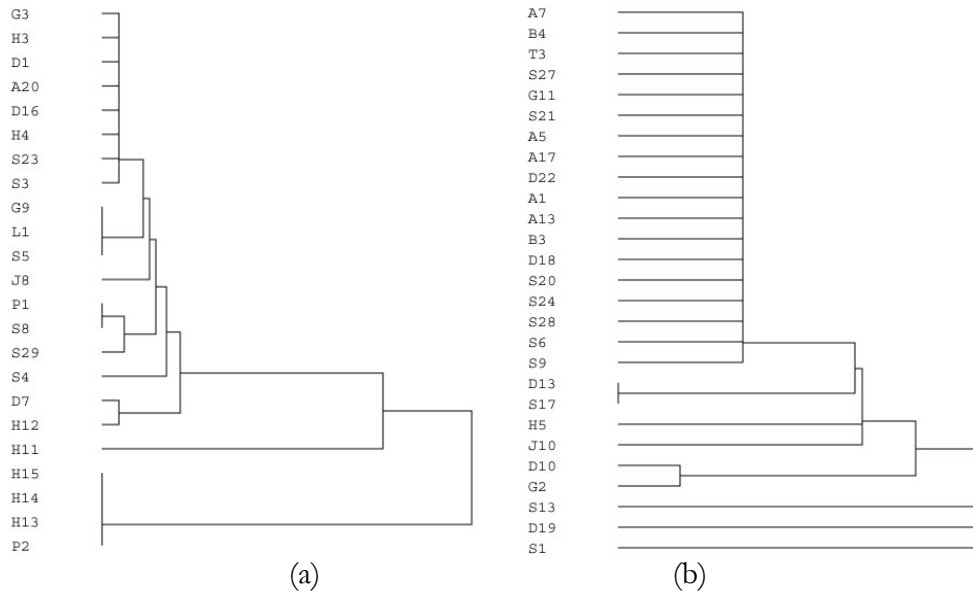 G3
H3
D1
A20
D16
H4
S23
S3
G9
L1
S5
J8
P1
S8
S29
S4
D7
H12
H11
H15
H14
H13
P2
(a)
A7
B4
T3
S27
G11
S21
A5
A17
D22
A1
A13
B3
D18
S20
S24
S28
S6
S9
D13
S17
H5
J10
D10
G2
S13
D19
S1
(b)